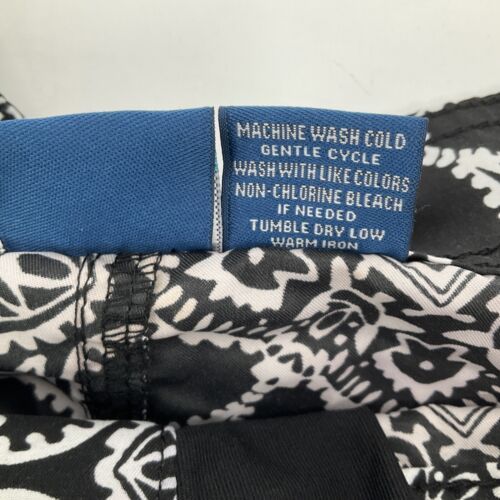 MACHINE WASH COLD
GENTLE CYCLE
WASH WITH LIKE COLORS
NON-CHLORINE BLEACH
IF NEEDED
TUMBLE DRY LOW
WARM IRON